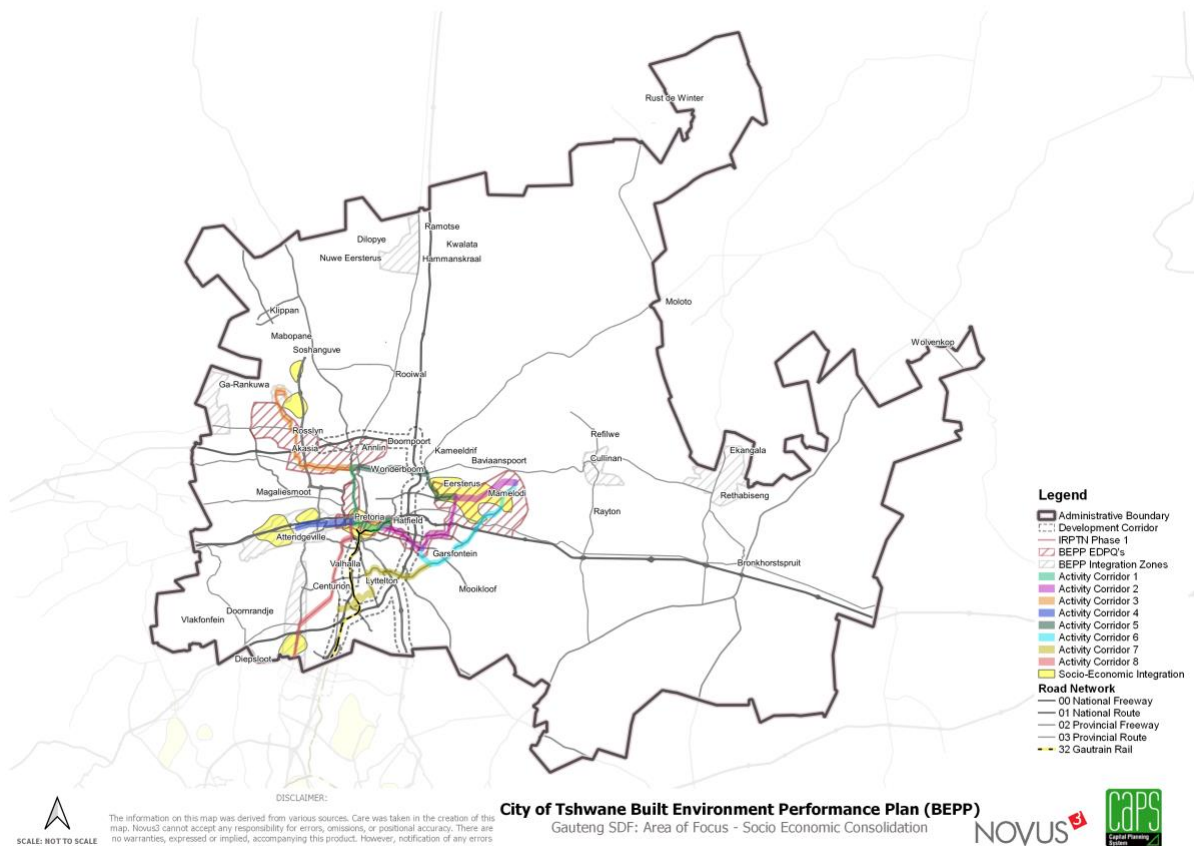 Rust de Winter
Ramotse
Dilopye
Kwalata
Nuwe Eersterus
Hammanskraal
Moloto
Klippan
Mabopane
Soshanguve
Wolvenkop
Rooiwal
Ga-Rankuwa
Rosslyn
Refilwe
Doornpoort
Akasia
Annlin
Kameeldrif
Ekangala
Baviaanspoort
Cullinan
Wonderboom
Eersterus
Magaliesmoot
Mamelodi
Rethabiseng
Rayton
Pretoria
Hatfield
Atteridgeville
Garsfontein
Valhalla
Bronkhorstspruit
Lyttelton
Centurion
Mooikloof
Doornrandje
Vlakfonfein
Diepsloot
Legend
Administrative Boundary
Development Corridor
IRPTN Phase 1
BEPP EDPQ's
BEPP Integration Zones
Activity Corridor 1
Activity Corridor 2
Activity Corridor 3
Activity Corridor 4
Activity Corridor 5
Activity Corridor 6
Activity Corridor 7
Activity Corridor 8
Socio-Economic Integration
Road Network
00 National Freeway
01 National Route
02 Provincial Freeway
03 Provincial Route
32 Gautrain Rail
SCALE: NOT TO SCALE
DISCLAIMER:
The information on this map was derived from various sources. Care was taken in the creation of this
map. Novus3 cannot accept any responsibility for errors, omissions, or positional accuracy. There are
no warranties, expressed or implied, accompanying this product. However, notification of any errors
City of Tshwane Built Environment Performance Plan (BEPP)
Gauteng SDF: Area of Focus - Socio Economic Consolidation
NOVUS3
CAPS
Capital Planning
System